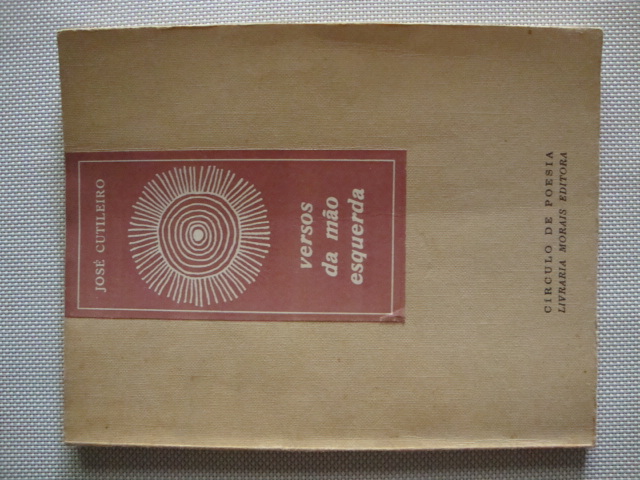 JOSÉ CUTILEIRO
versos
da mão
esquerda
CIRCULO DE POESIA
LIVRARIA MORAIS EDITORA